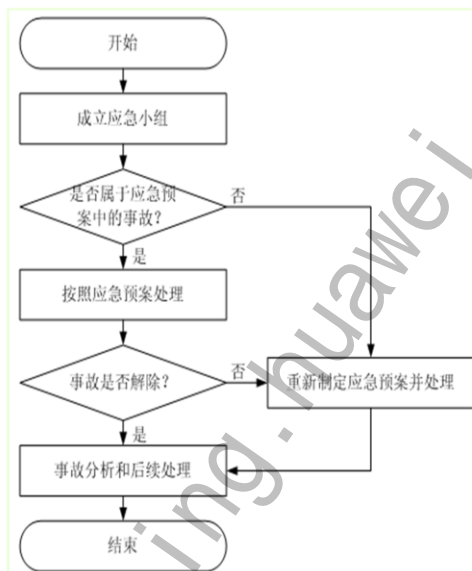 开始
成立应急小组
是否属于应急预
案中的事故？
否
是
按照应急预案处理
事故是否解除？
否
重新制定应急预案并处理
是
事故分析和后续处理
结束
ing.huawei